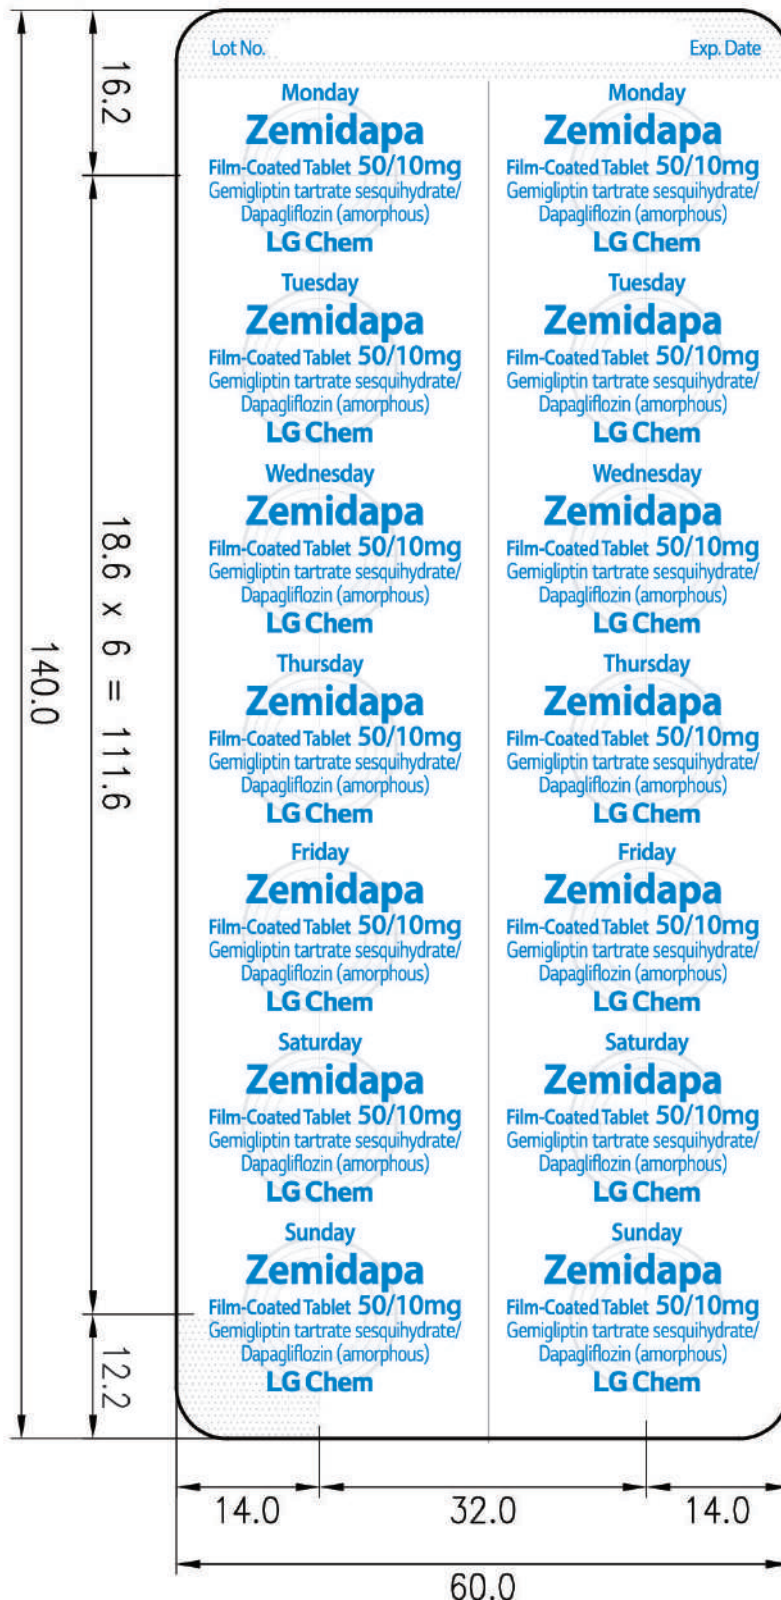 Lot No. Exp. Date
Monday Monday
Zemidapa Zemidapa
Film-Coated Tablet 50/10mg Film-Coated Tablet 50/10mg
Gemigliptin tartrate sesquihydrate/ Gemigliptin tartrate sesquihydrate/
Dapagliflozin (amorphous) Dapagliflozin (amorphous)
LG Chem LG Chem
Tuesday Tuesday
Zemidapa Zemidapa
Film-Coated Tablet 50/10mg Film-Coated Tablet 50/10mg
Gemigliptin tartrate sesquihydrate/ Gemigliptin tartrate sesquihydrate/
Dapagliflozin (amorphous) Dapagliflozin (amorphous)
LG Chem LG Chem
Wednesday Wednesday
Zemidapa Zemidapa
Film-Coated Tablet 50/10mg Film-Coated Tablet 50/10mg
Gemigliptin tartrate sesquihydrate/ Gemigliptin tartrate sesquihydrate/
Dapagliflozin (amorphous) Dapagliflozin (amorphous)
LG Chem LG Chem
Thursday Thursday
Zemidapa Zemidapa
Film-Coated Tablet 50/10mg Film-Coated Tablet 50/10mg
Gemigliptin tartrate sesquihydrate/ Gemigliptin tartrate sesquihydrate/
Dapagliflozin (amorphous) Dapagliflozin (amorphous)
LG Chem LG Chem
Friday Friday
Zemidapa Zemidapa
Film-Coated Tablet 50/10mg Film-Coated Tablet 50/10mg
Gemigliptin tartrate sesquihydrate/ Gemigliptin tartrate sesquihydrate/
Dapagliflozin (amorphous) Dapagliflozin (amorphous)
LG Chem LG Chem
Saturday Saturday
Zemidapa Zemidapa
Film-Coated Tablet 50/10mg Film-Coated Tablet 50/10mg
Gemigliptin tartrate sesquihydrate/ Gemigliptin tartrate sesquihydrate/
Dapagliflozin (amorphous) Dapagliflozin (amorphous)
LG Chem LG Chem
Sunday Sunday
Zemidapa Zemidapa
Film-Coated Tablet 50/10mg Film-Coated Tablet 50/10mg
Gemigliptin tartrate sesquihydrate/ Gemigliptin tartrate sesquihydrate/
Dapagliflozin (amorphous) Dapagliflozin (amorphous)
LG Chem LG Chem
16.2
18.6 x 6 = 111.6
12.2
140.0
14.0 32.0 14.0
60.0